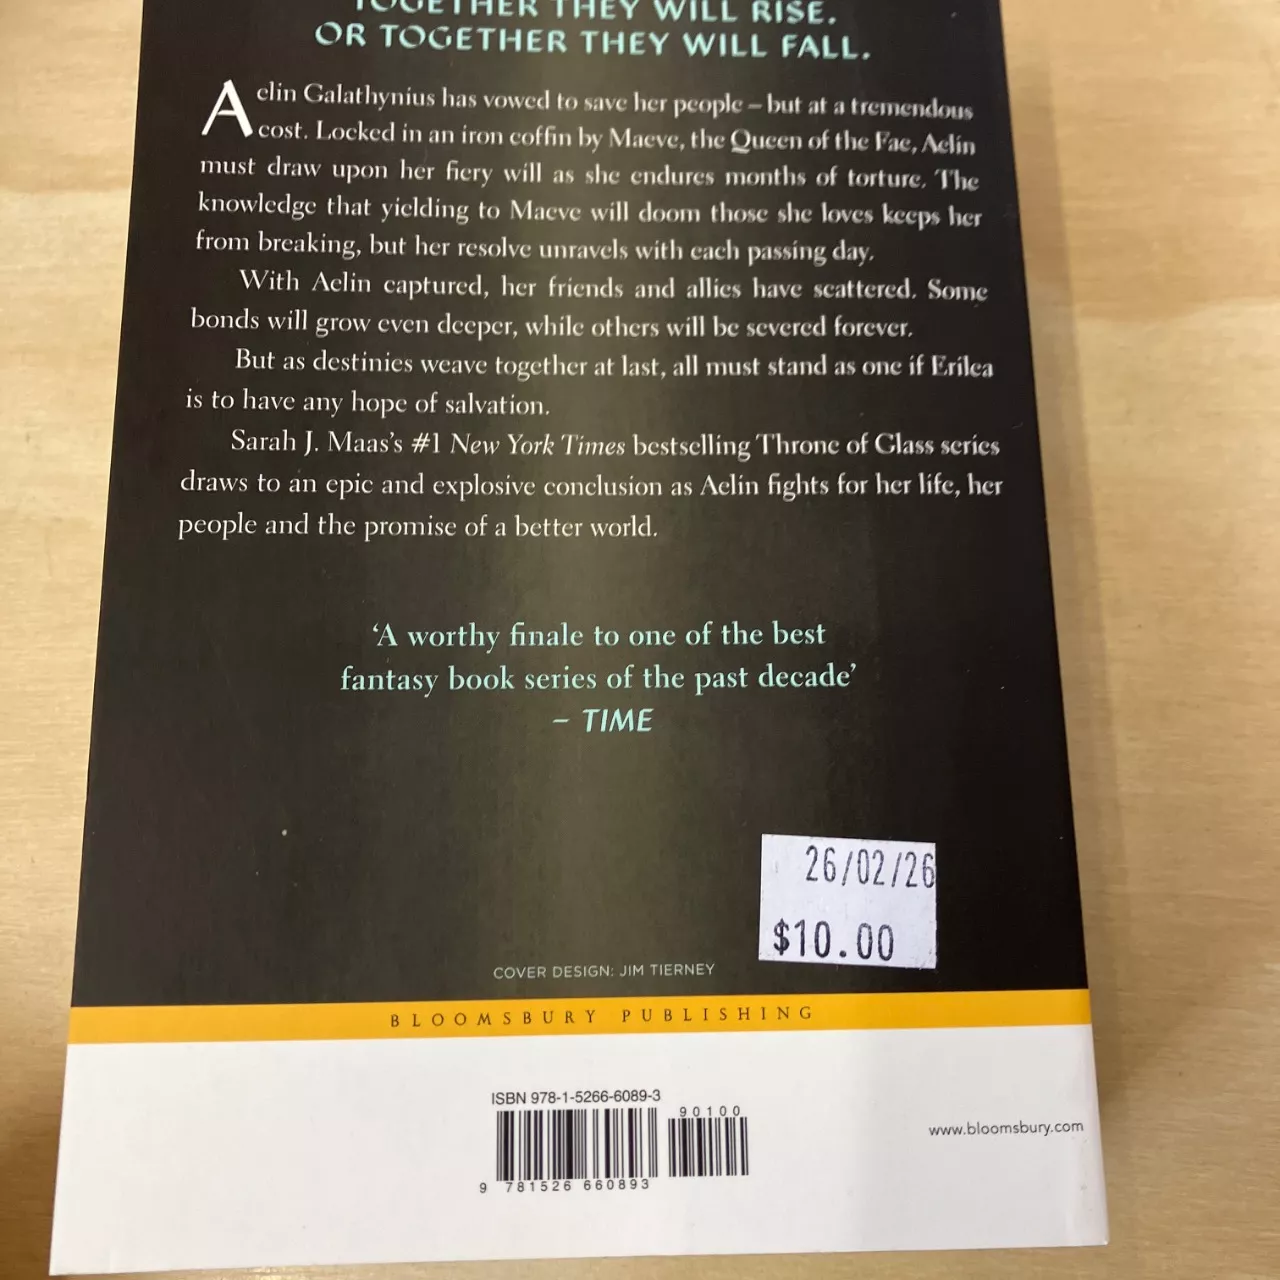 TOGETHER THEY WILL RISE.
OR TOGETHER THEY WILL FALL.
Aelin Galathynius has vowed to save her people – but at a tremendous
cost. Locked in an iron coffin by Maeve, the Queen of the Fae, Aelin
must draw upon her fiery will as she endures months of torture. The
knowledge that yielding to Maeve will doom those she loves keeps her
from breaking, but her resolve unravels with each passing day.
With Aelin captured, her friends and allies have scattered. Some
bonds will grow even deeper, while others will be severed forever.
But as destinies weave together at last, all must stand as one if Erilea
is to have any hope of salvation.
Sarah J. Maas's #1 New York Times bestselling Throne of Glass series
draws to an epic and explosive conclusion as Aelin fights for her life, her
people and the promise of a better world.
‘A worthy finale to one of the best
fantasy book series of the past decade’
– TIME
26/02/26
$10.00
COVER DESIGN: JIM TIERNEY
BLOOMSBURY PUBLISHING
ISBN 978-1-5266-6089-3
90100
9 781526 660893
www.bloomsbury.com